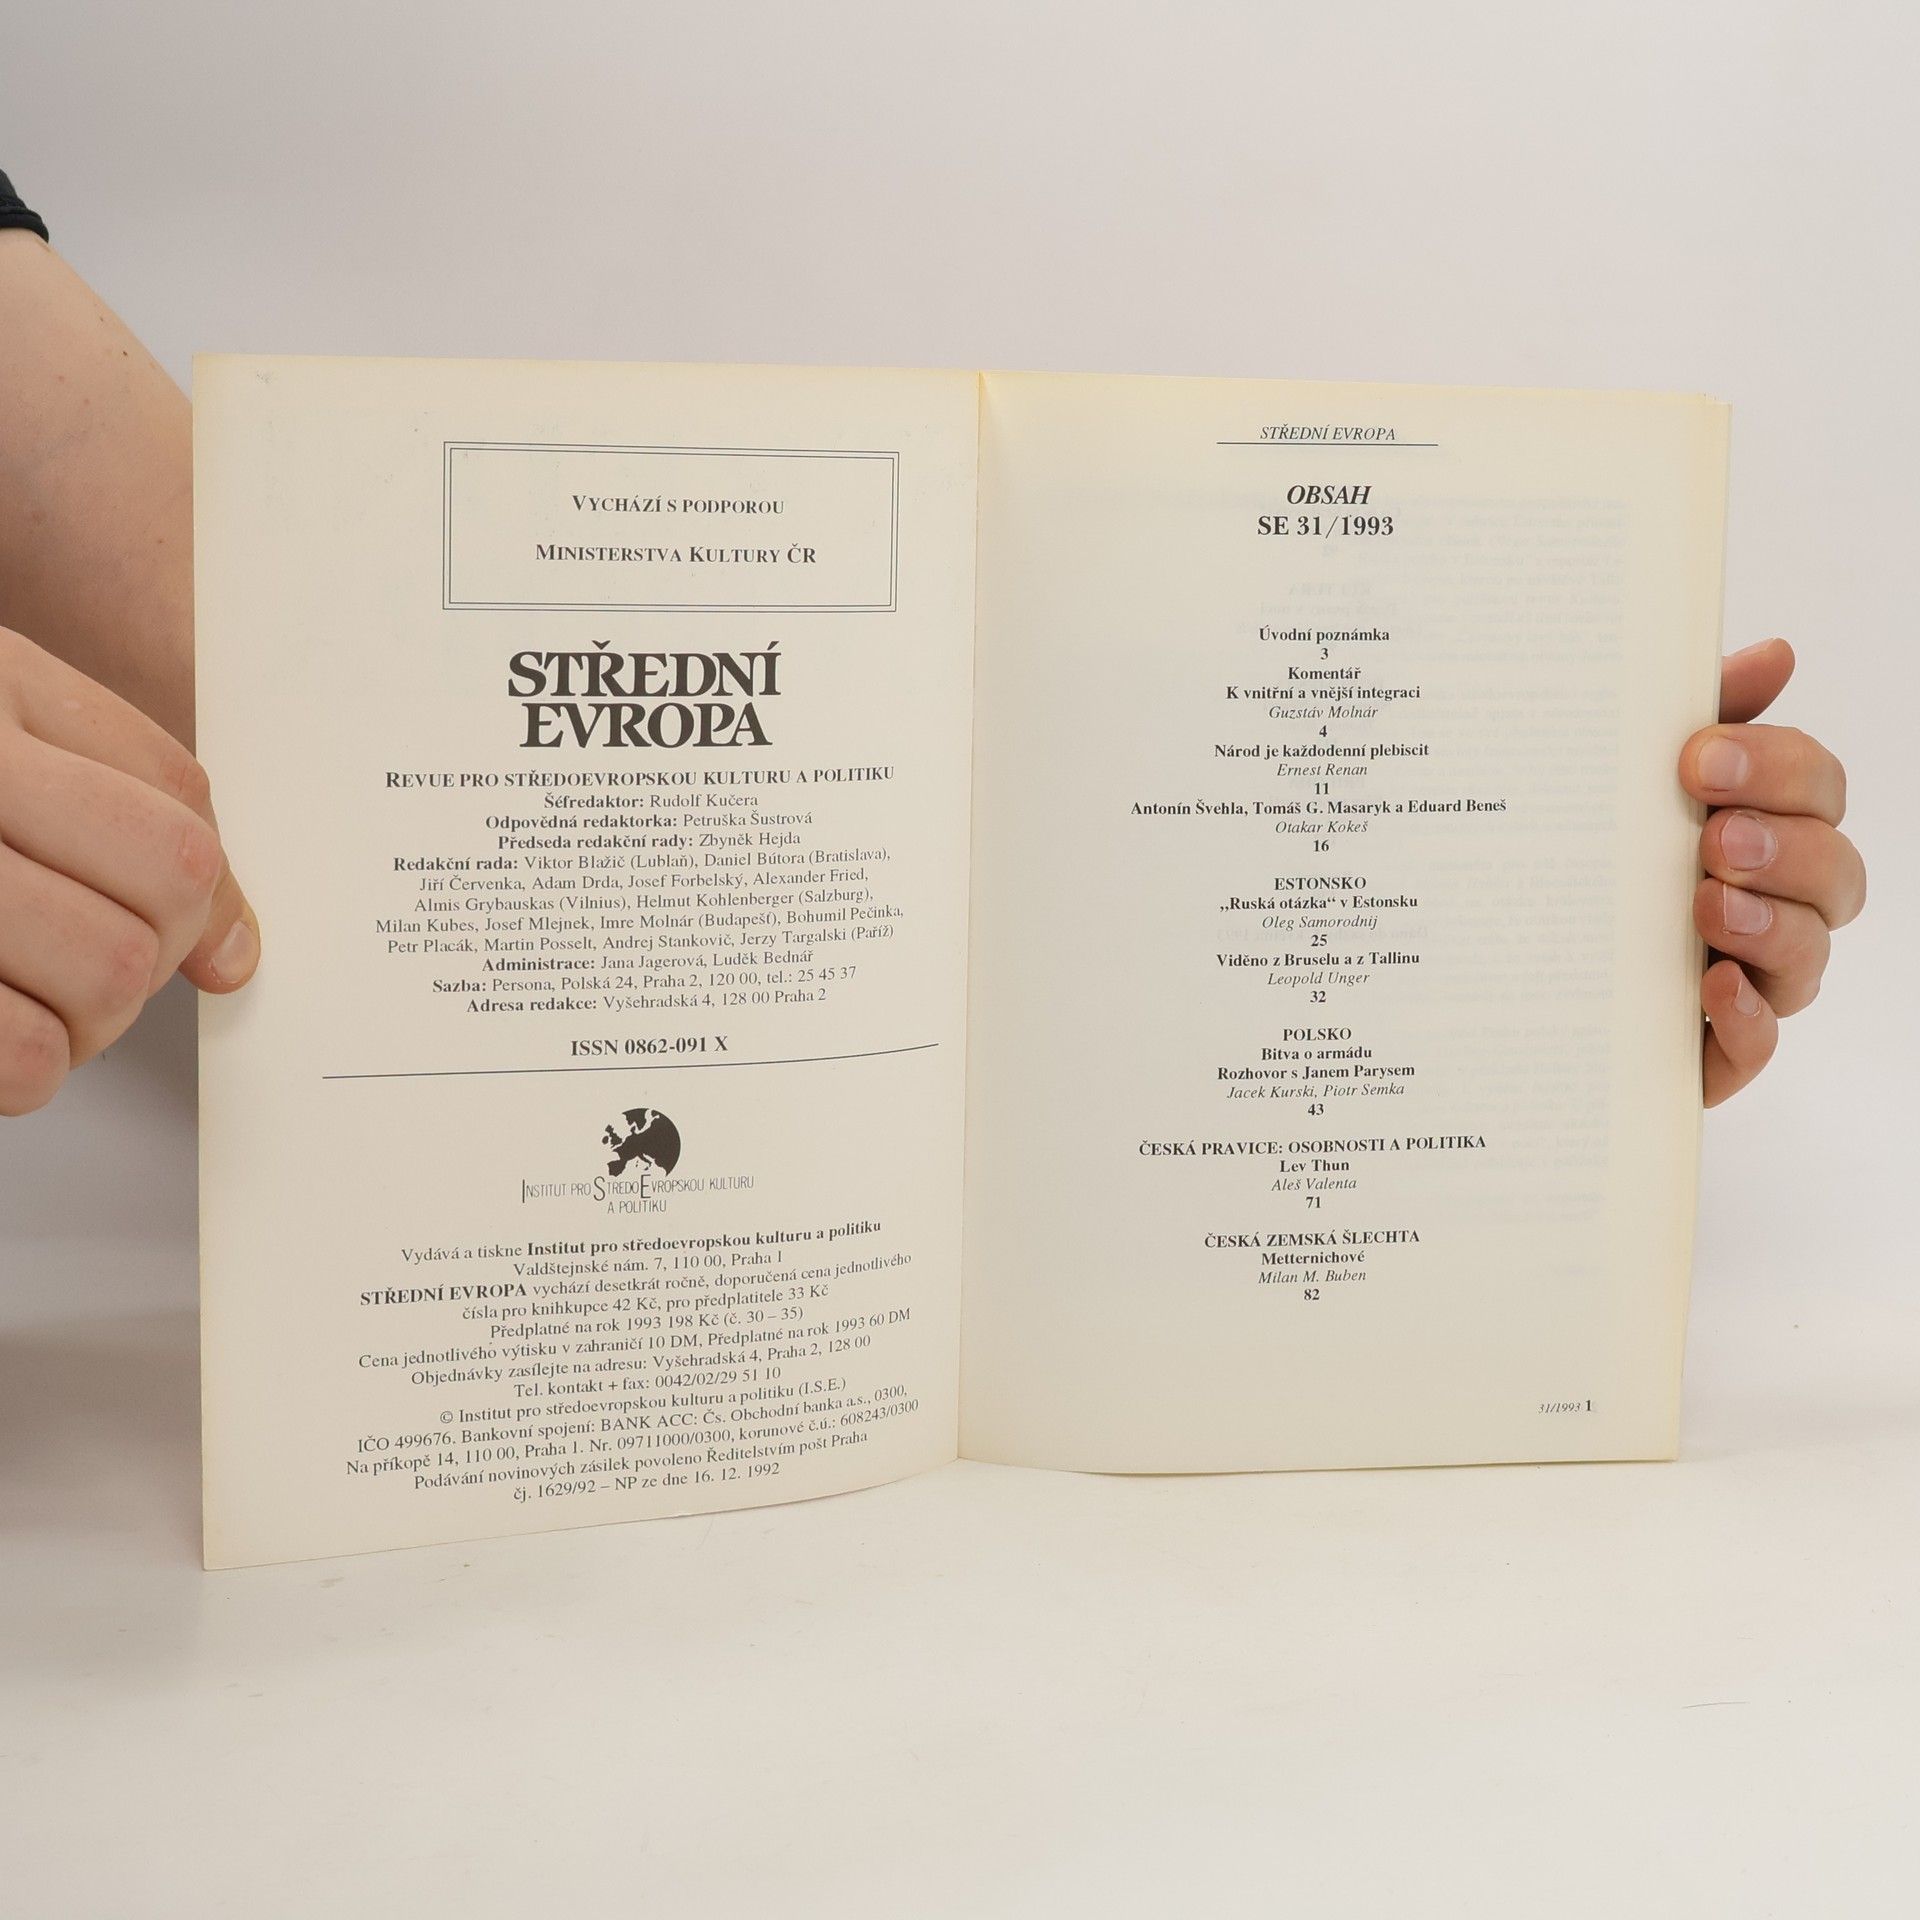 VYCHÁZÍ S PODPOROU
MINISTERSTVA KULTURY ČR
STŘEDNÍ
EVROPA
REVUE PRO STŘEDOEVROPSKOU KULTURU A POLITIKU
Šéfredaktor: Rudolf Kučera
Odpovědná redaktorka: Petruška Šustrová
Předseda redakční rady: Zbyněk Hejda
Redakční rada: Viktor Blažič (Lublaň), Daniel Bútora (Bratislava),
Jiří Červenka, Adam Drda, Josef Forbelský, Alexander Fried,
Almis Grybauskas (Vilnius), Helmut Kohlenberger (Salzburg),
Milan Kubes, Josef Mlejnek, Imre Molnár (Budapešť), Bohumil Pečinka,
Petr Placák, Martin Posselt, Andrej Stankovič, Jerzy Targalski (Paříž)
Administrace: Jana Jagerová, Luděk Bednář
Sazba: Persona, Polská 24, Praha 2, 120 00, tel.: 25 45 37
Adresa redakce: Vyšehradská 4, 128 00 Praha 2
ISSN 0862-091 X
INSTITUT PRO STREDOEVROPSKOU KULTURU
A POLITIKU
Vydává a tiskne Institut pro středoevropskou kulturu a politiku
Valdštejnské nám. 7, 110 00, Praha 1
STŘEDNÍ EVROPA vychází desetkrát ročně, doporučená cena jednotlivého
čísla pro knihkupce 42 Kč, pro předplatitele 33 Kč
Předplatné na rok 1993 198 Kč (č. 30 – 35)
Cena jednotlivého výtisku v zahraničí 10 DM, Předplatné na rok 1993 60 DM
Objednávky zasílejte na adresu: Vyšehradská 4, Praha 2, 128 00
Tel. kontakt + fax: 0042/02/29 51 10
© Institut pro středoevropskou kulturu a politiku (I.S.E.)
IČO 499676. Bankovní spojení: BANK ACC: Čs. Obchodní banka a.s., 0300,
Na příkopě 14, 110 00, Praha 1. Nr. 09711000/0300, korunové č.ú.: 608243/0300
Podávání novinových zásilek povoleno Ředitelstvím pošt Praha
čj. 1629/92 – NP ze dne 16. 12. 1992
STŘEDNÍ EVROPA
OBSAH
SE 31/1993
Úvodní poznámka
3
Komentář
K vnitřní a vnější integraci
Guzstáv Molnár
4
Národ je každodenní plebiscit
Ernest Renan
11
Antonín Švehla, Tomáš G. Masaryk a Eduard Beneš
Otakar Kokeš
16
ESTONSKO
„Ruská otázka“ v Estonsku
Oleg Samorodnij
25
Viděno z Bruselu a z Tallinu
Leopold Unger
32
POLSKO
Bitva o armádu
Rozhovor s Janem Parysem
Jacek Kurski, Piotr Semka
43
ČESKÁ PRAVICE: OSOBNOSTI A POLITIKA
Lev Thun
Aleš Valenta
71
ČESKÁ ZEMSKÁ ŠLECHTA
Metternichové
Milan M. Buben
82
31/1993 1